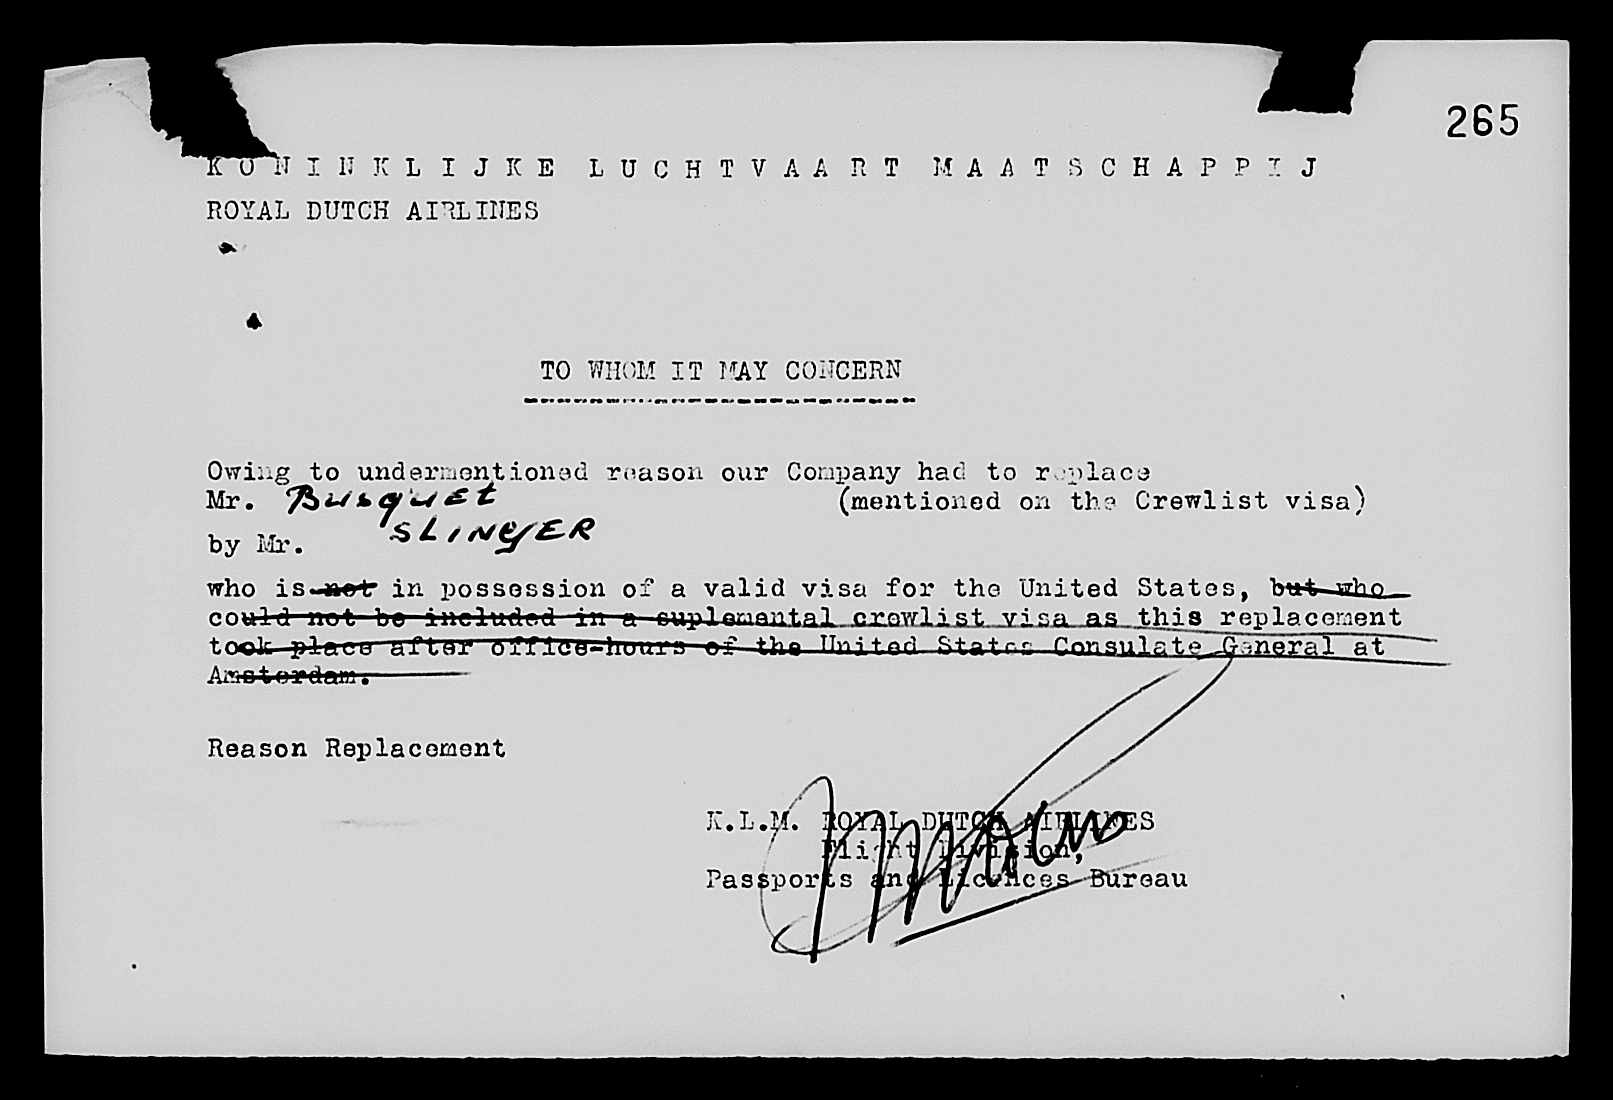 265
KONINKLIJKE LUCHTVAART MAATSCHAPPIJ
ROYAL DUTCH AIRLINES
TO WHOM IT MAY CONCERN
Owing to undermentioned reason our Company had to replace
Mr. Busquet (mentioned on the Crewlist visa)
by Mr. SLINGER
who is not in possession of a valid visa for the United States, but who
could not be included in a suplemental crewlist visa as this replacement
took place after office-hours of the United States Consulate General at
Amsterdam.
Reason Replacement
K.L.M. ROYAL DUTCH AIRLINES
Flight Division,
Passports and Licences Bureau